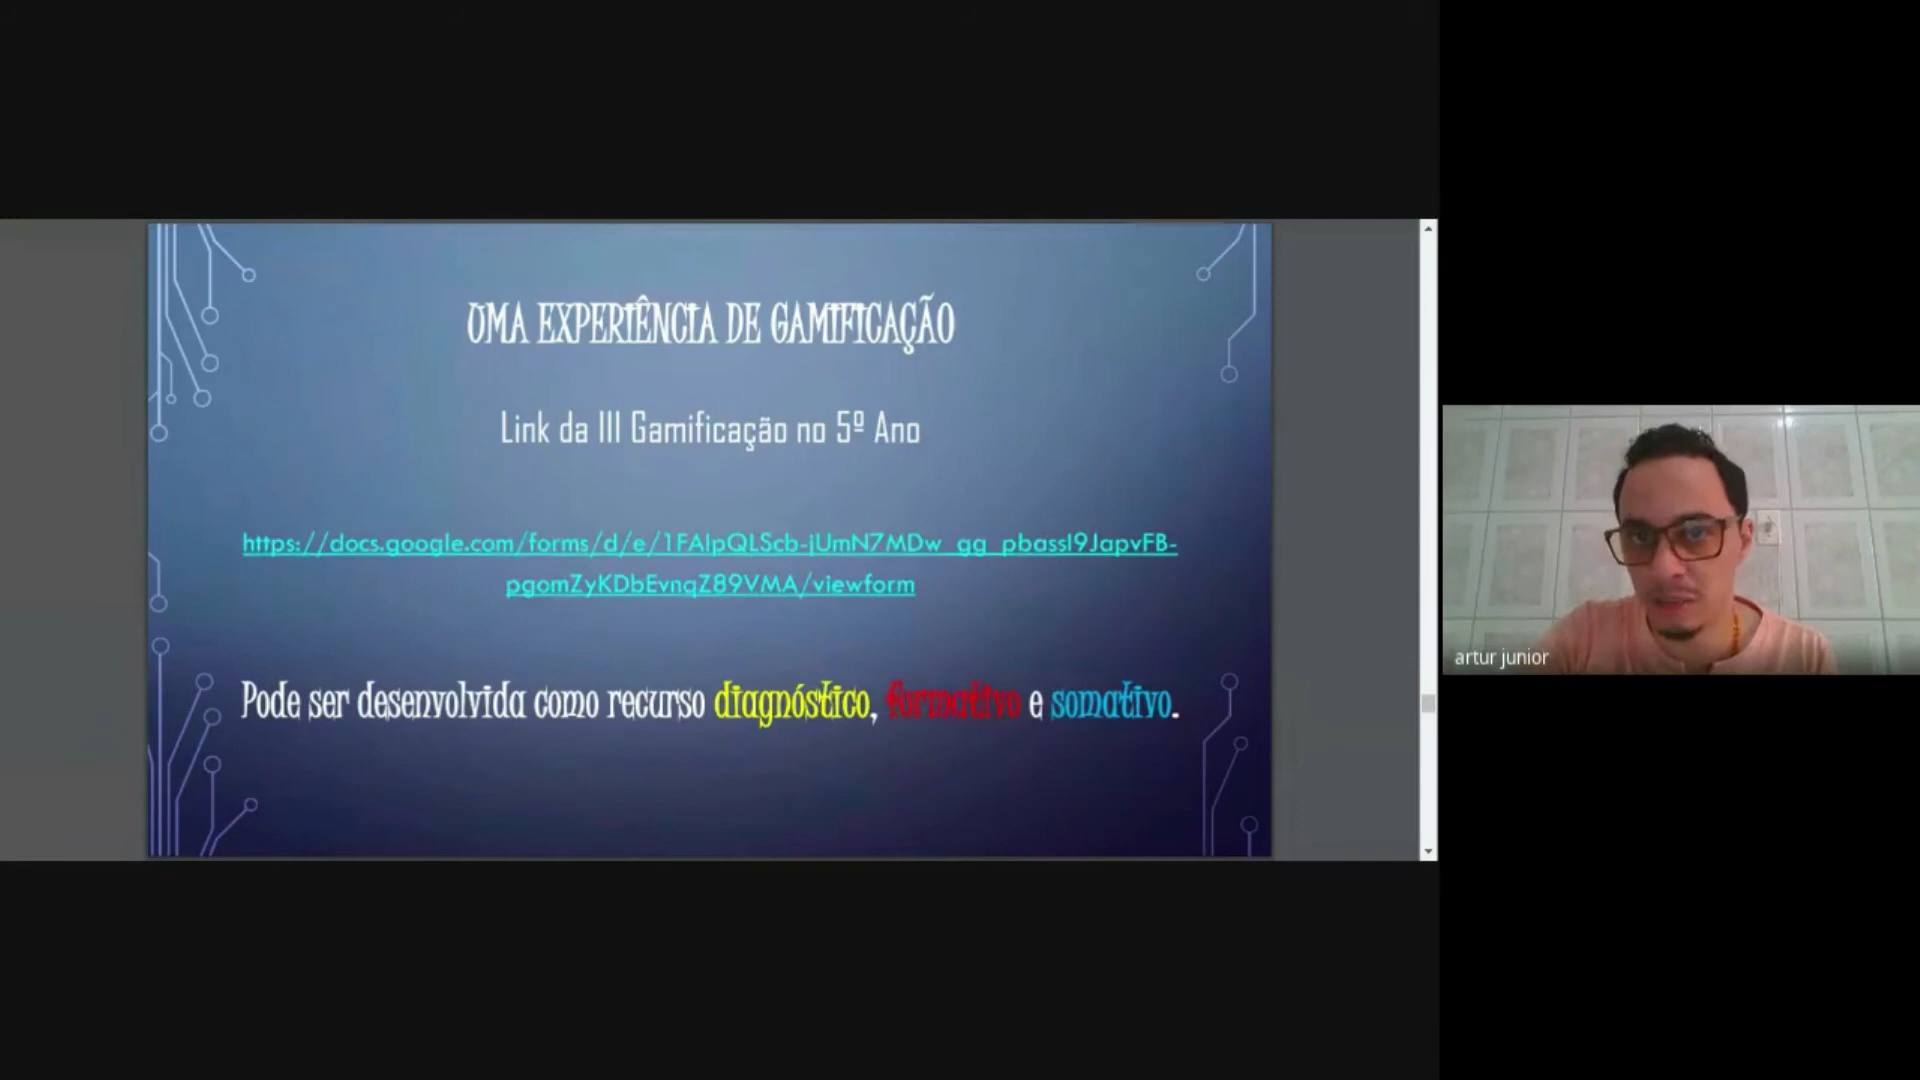 UMA EXPERIÊNCIA DE GAMIFICAÇÃO
Link da III Gamificação no 5º Ano
https://docs.google.com/forms/d/e/1FAIpQLScb-jUmN7MDw_gg_pbassI9JapvFB-
pgomZyKDbEvnqZ89VMA/viewform
Pode ser desenvolvida como recurso diagnóstico, formativo e somativo.
artur junior